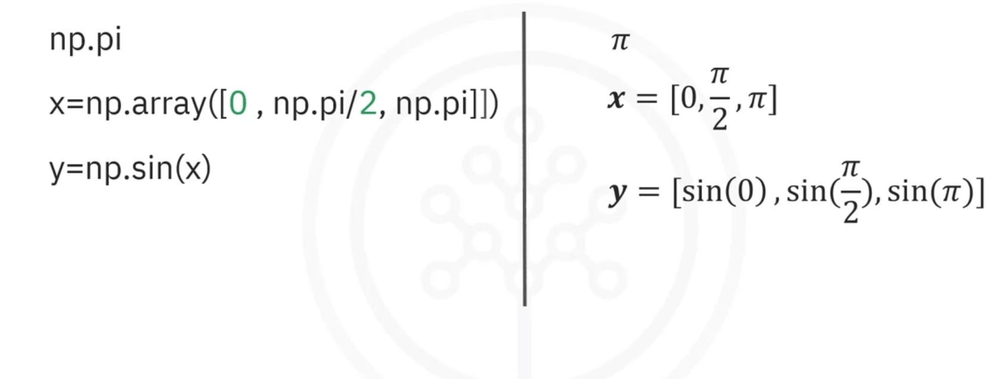 np.pi
x=np.array([0 , np.pi/2, np.pi]])
y=np.sin(x)
π
x = [0, π/2 , π]
y = [sin(0) , sin(π/2), sin(π)]